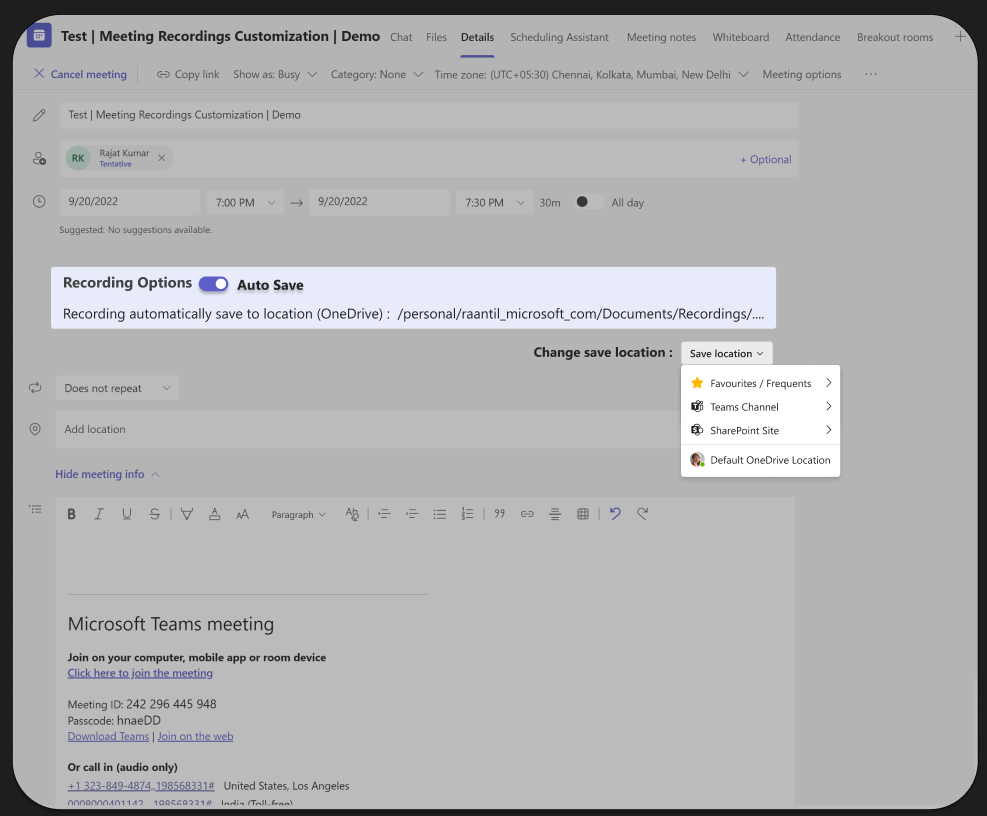 Test | Meeting Recordings Customization | Demo Chat Files Details Scheduling Assistant Meeting notes Whiteboard Attendance Breakout rooms
Cancel meeting Copy link Show as: Busy Category: None Time zone: (UTC+05:30) Chennai, Kolkata, Mumbai, New Delhi Meeting options ...
Test | Meeting Recordings Customization | Demo
RK Rajat Kumar
Tentative
+ Optional
9/20/2022 7:00 PM 9/20/2022 7:30 PM 30m All day
Suggested: No suggestions available.
Recording Options Auto Save
Recording automatically save to location (OneDrive) : /personal/raantil_microsoft_com/Documents/Recordings/....
Change save location : Save location
Favourites / Frequents
Teams Channel
SharePoint Site
Default OneDrive Location
Does not repeat
Add location
Hide meeting info
B I U S A AA Paragraph
Microsoft Teams meeting
Join on your computer, mobile app or room device
Click here to join the meeting
Meeting ID: 242 296 445 948
Passcode: hnaeDD
Download Teams | Join on the web
Or call in (audio only)
+1 323-849-4874,,198568331# United States, Los Angeles
0008000401142,,198568331# India (Toll-free)